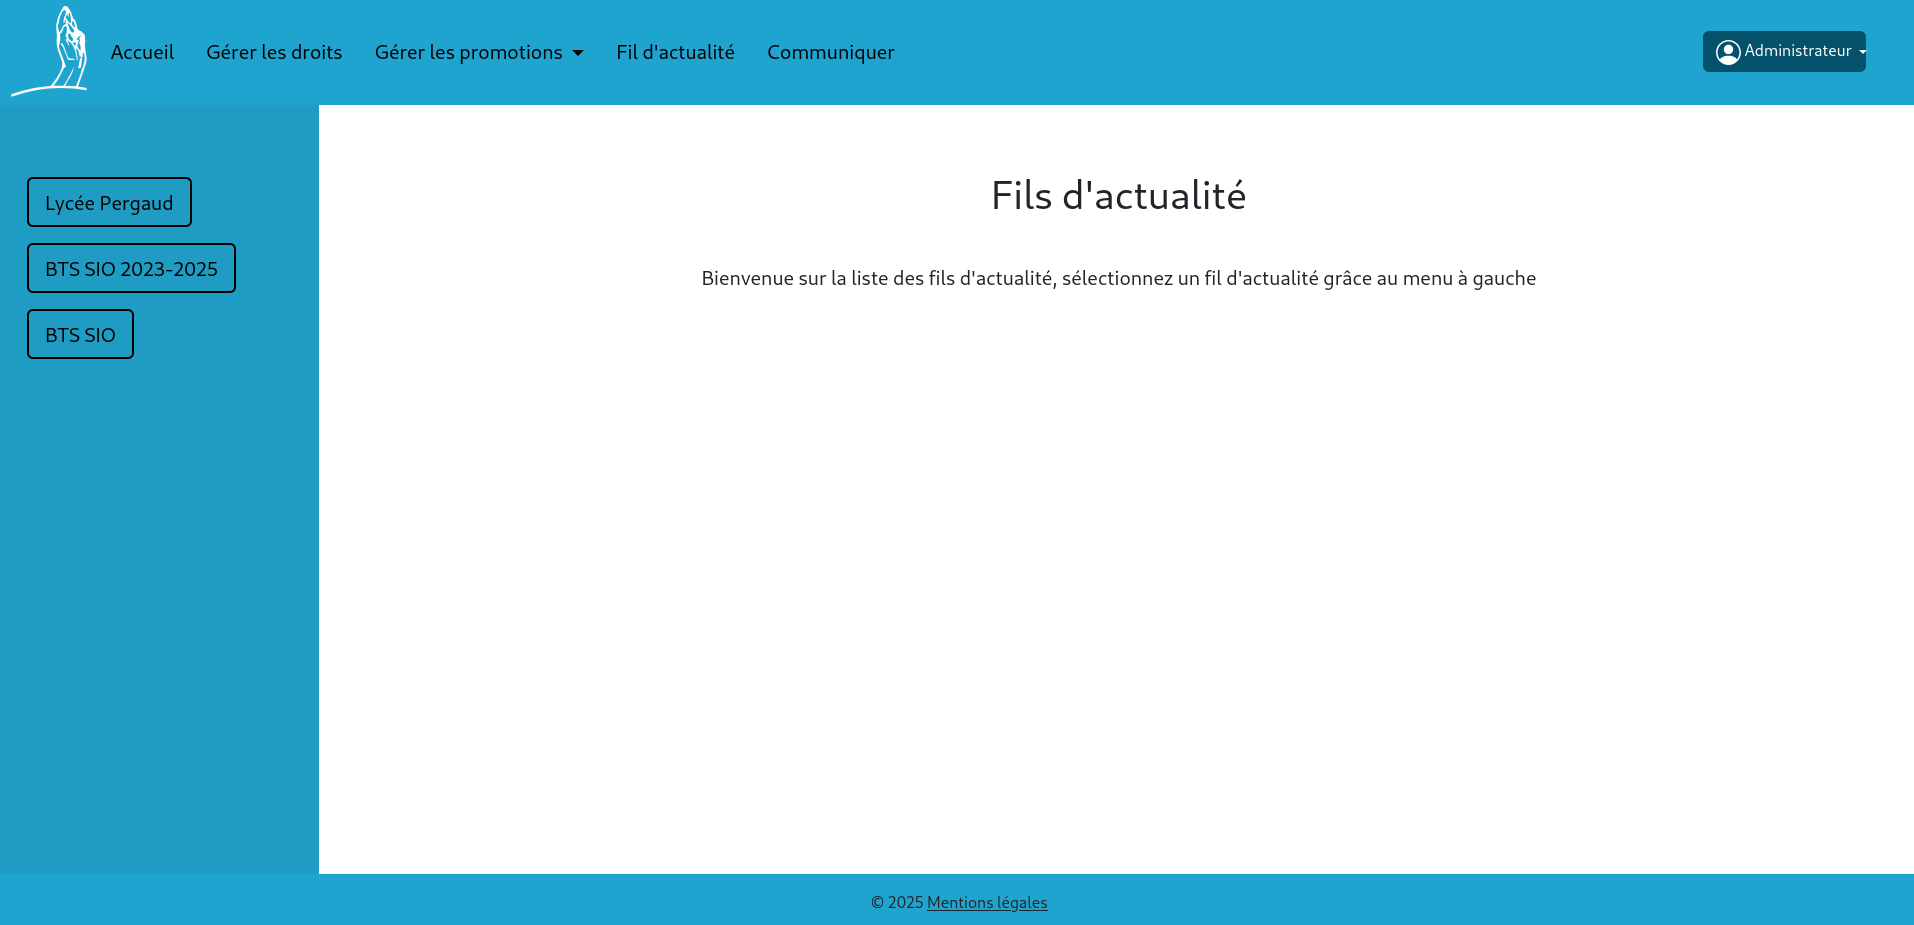 Accueil Gérer les droits Gérer les promotions Fil d'actualité Communiquer Administrateur
Lycée Pergaud
BTS SIO 2023-2025
BTS SIO
Fils d'actualité
Bienvenue sur la liste des fils d'actualité, sélectionnez un fil d'actualité grâce au menu à gauche
© 2025 Mentions légales